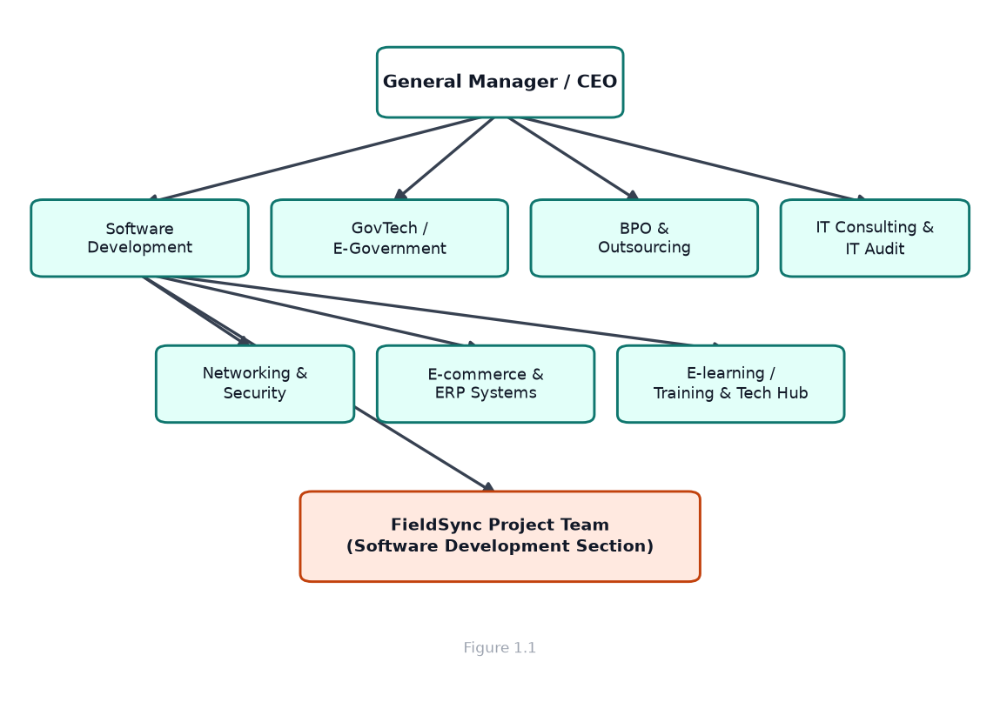 General Manager / CEO
Software
Development
GovTech /
E-Government
BPO &
Outsourcing
IT Consulting &
IT Audit
Networking &
Security
E-commerce &
ERP Systems
E-learning /
Training & Tech Hub
FieldSync Project Team
(Software Development Section)
Figure 1.1